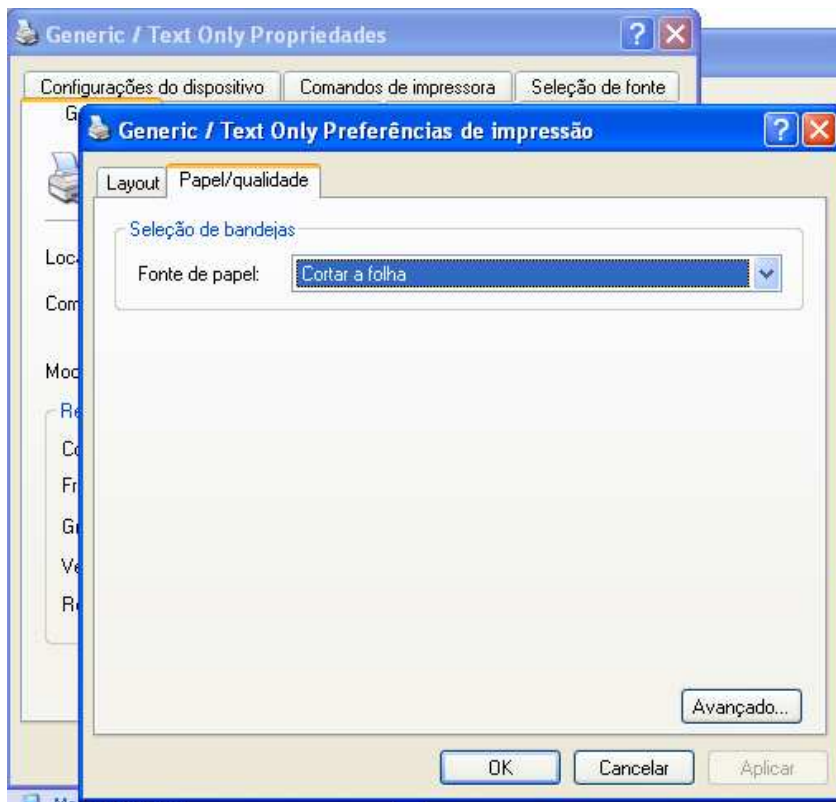 Generic / Text Only Propriedades
Configurações do dispositivo Comandos de impressora Seleção de fonte
Generic / Text Only Preferências de impressão
Layout Papel/qualidade
Seleção de bandejas
Fonte de papel: Cortar a folha
Avançado...
OK Cancelar Aplicar